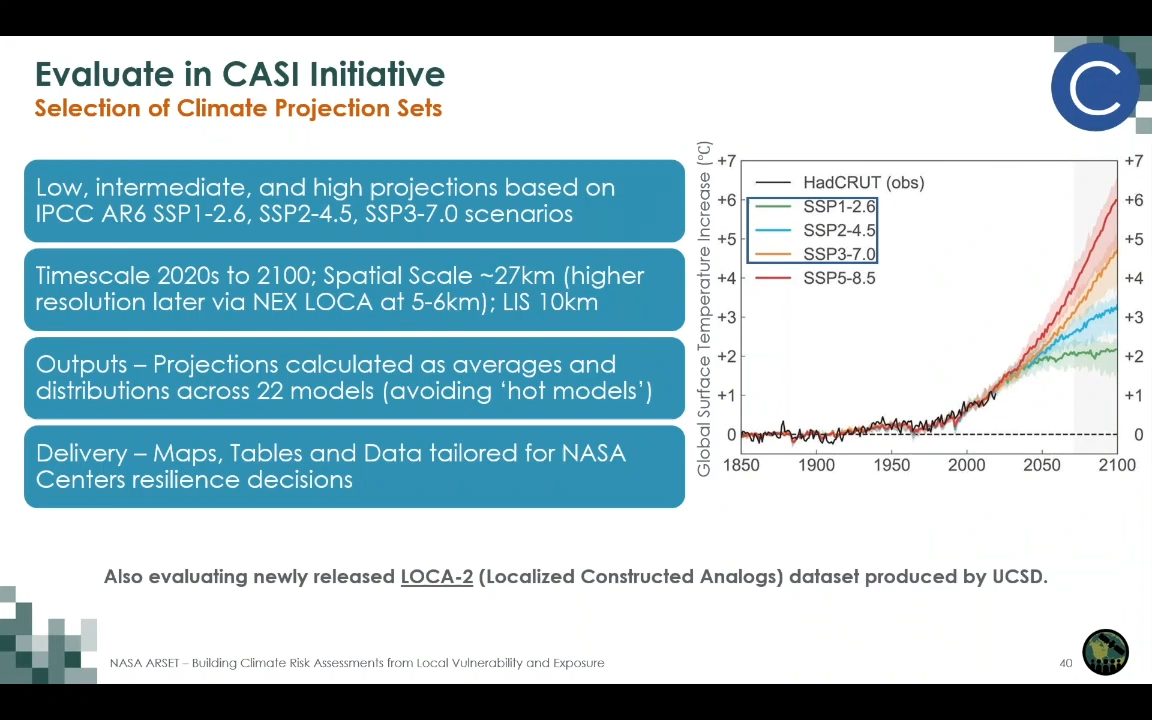 Evaluate in CASI Initiative
Selection of Climate Projection Sets
C
Low, intermediate, and high projections based on
IPCC AR6 SSP1-2.6, SSP2-4.5, SSP3-7.0 scenarios
Timescale 2020s to 2100; Spatial Scale ~27km (higher
resolution later via NEX LOCA at 5-6km); LIS 10km
Outputs – Projections calculated as averages and
distributions across 22 models (avoiding ‘hot models’)
Delivery – Maps, Tables and Data tailored for NASA
Centers resilience decisions
Global Surface Temperature Increase (°C)
+7
+6
+5
+4
+3
+2
+1
0
HadCRUT (obs)
SSP1-2.6
SSP2-4.5
SSP3-7.0
SSP5-8.5
+7
+6
+5
+4
+3
+2
+1
0
1850 1900 1950 2000 2050 2100
Also evaluating newly released LOCA-2 (Localized Constructed Analogs) dataset produced by UCSD.
NASA ARSET – Building Climate Risk Assessments from Local Vulnerability and Exposure
40